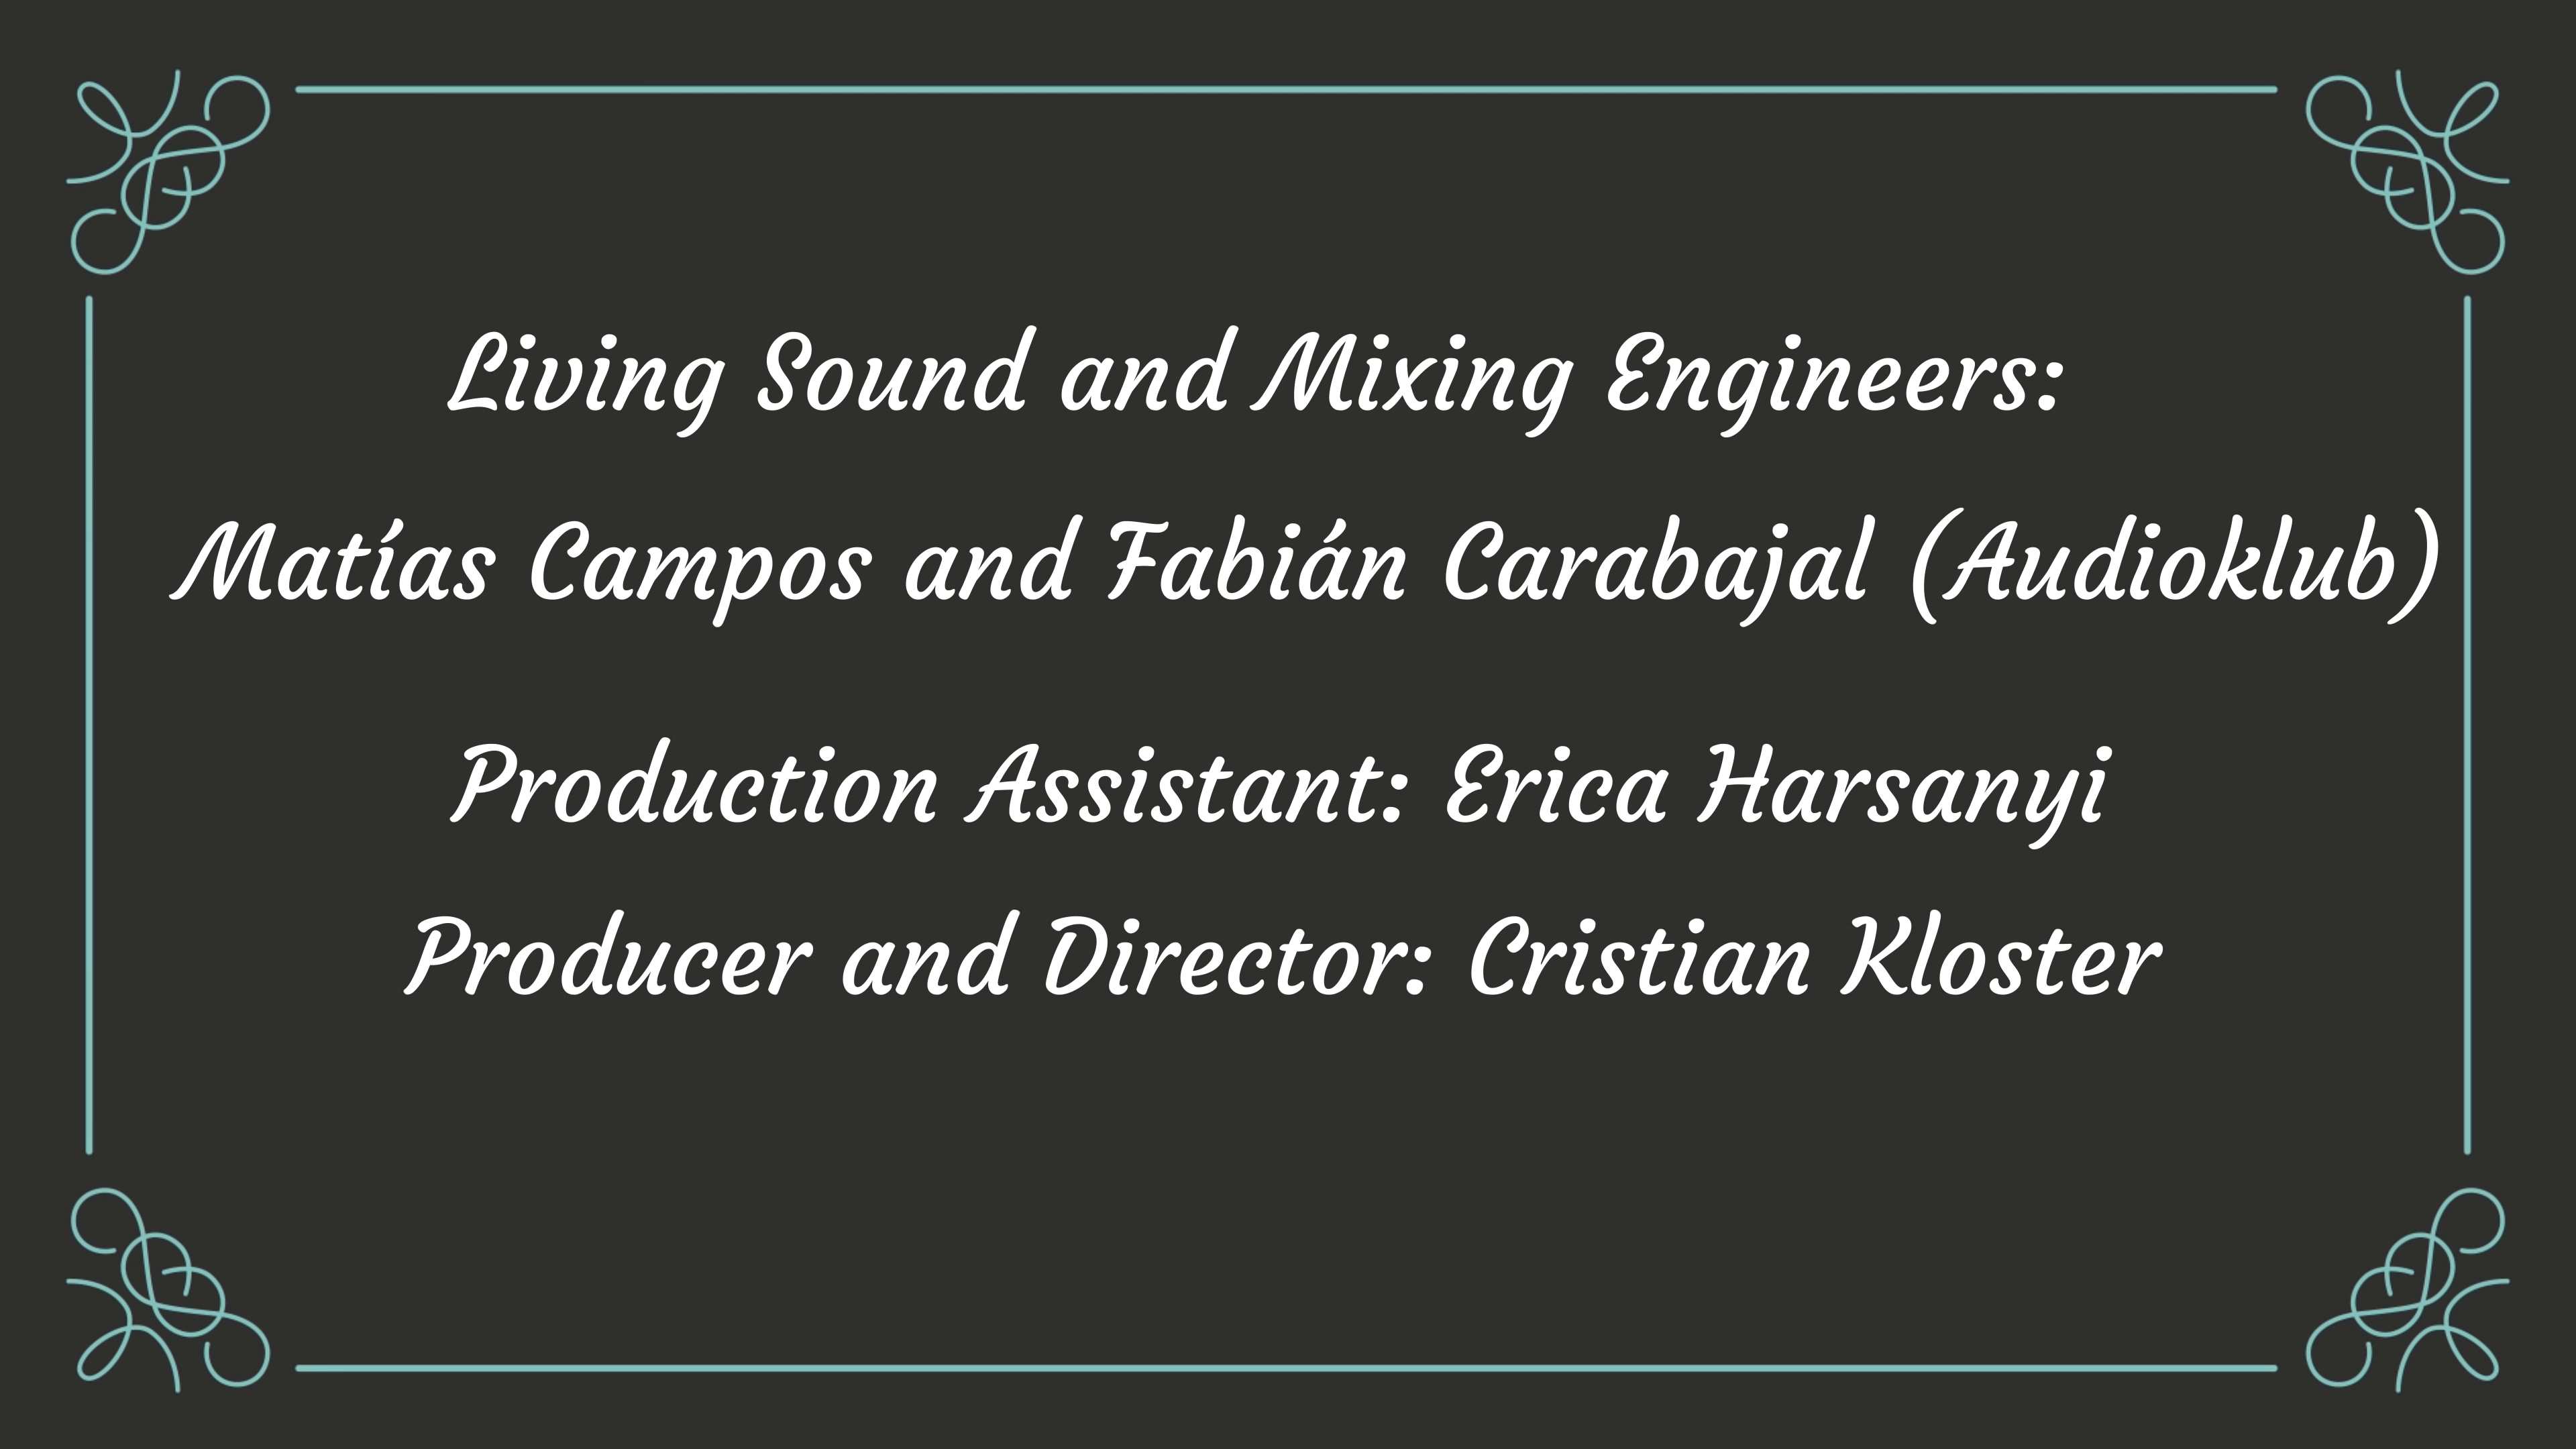 Living Sound and Mixing Engineers:
Matías Campos and Fabián Carabajal (Audioklub)
Production Assistant: Erica Harsanyi
Producer and Director: Cristian Kloster